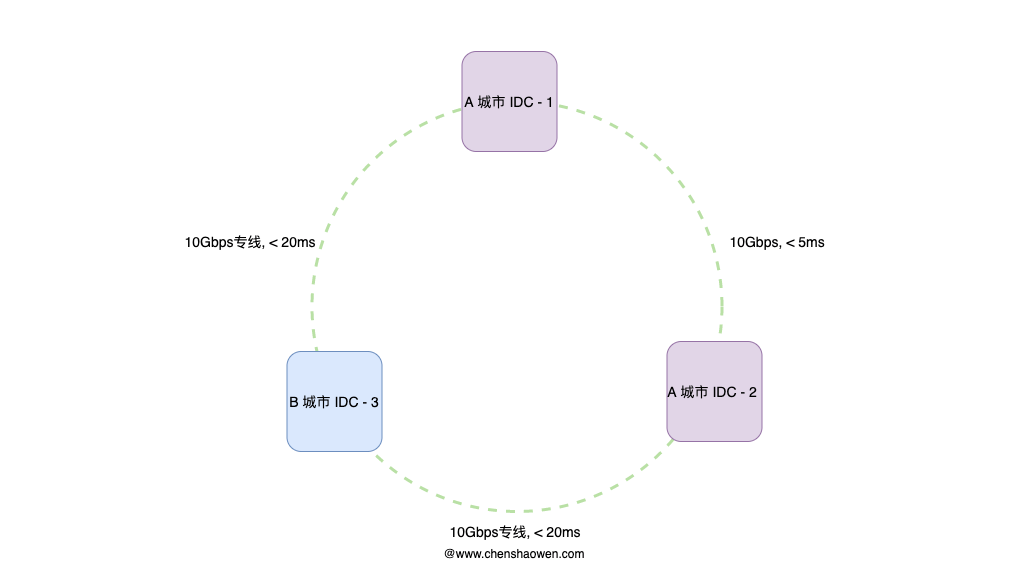 A 城市 IDC - 1
10Gbps专线, < 20ms
10Gbps, < 5ms
B 城市 IDC - 3
A 城市 IDC - 2
10Gbps专线, < 20ms
@www.chenshaowen.com